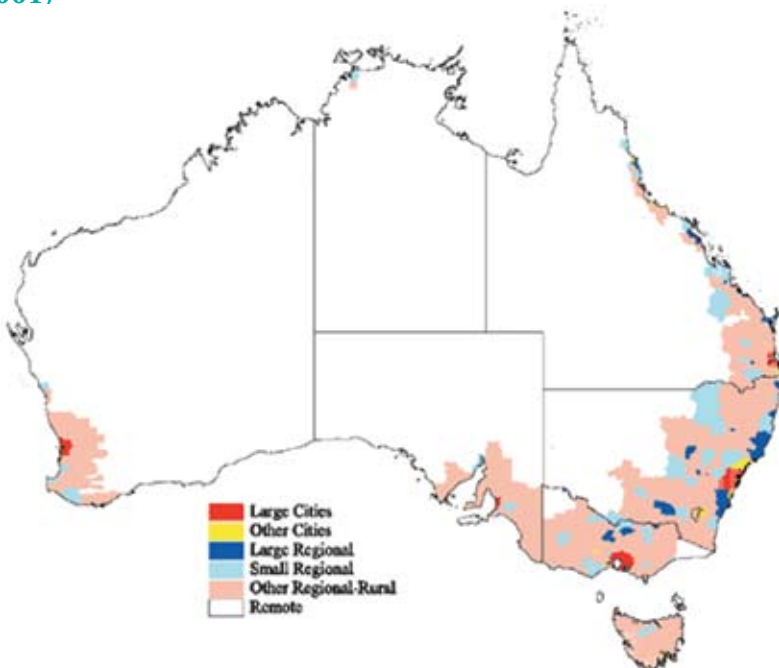 Large Cities
Other Cities
Large Regional
Small Regional
Other Regional-Rural
Remote